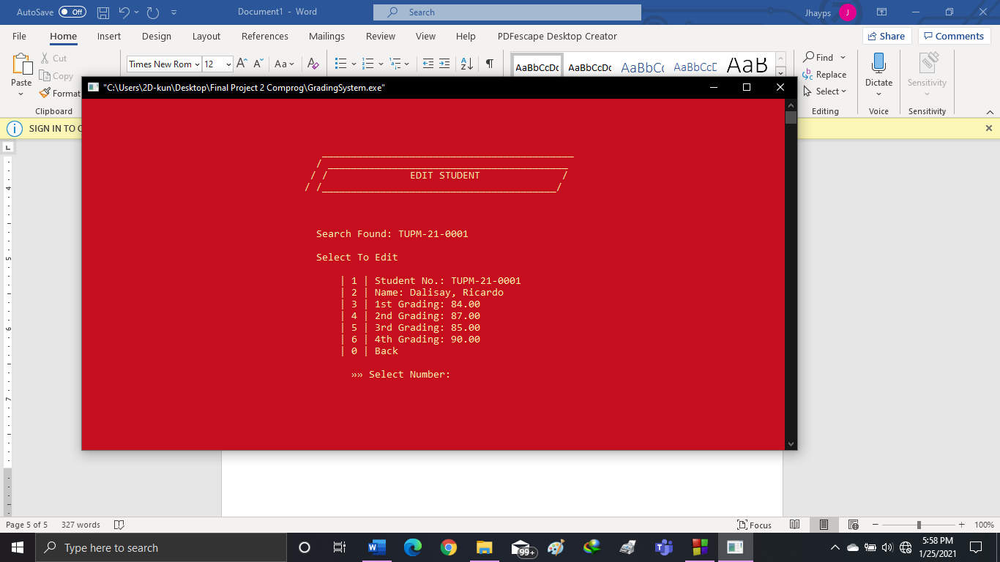 AutoSave Off Document1 - Word Search Jhayps J
File Home Insert Design Layout References Mailings Review View Help PDFescape Desktop Creator Share Comments
Paste Cut Copy Format Clipboard
Times New Rom 12 Aa
AaBbCcDc AaBbCcDc AaBbCc AaBbCcD AaB
Find Replace Select Editing
Dictate Voice
Sensitivity Sensitivity
SIGN IN TO
"C:\Users\2D-kun\Desktop\Final Project 2 Comprog\GradingSystem.exe"
EDIT STUDENT
Search Found: TUPM-21-0001
Select To Edit
| 1 | Student No.: TUPM-21-0001
| 2 | Name: Dalisay, Ricardo
| 3 | 1st Grading: 84.00
| 4 | 2nd Grading: 87.00
| 5 | 3rd Grading: 85.00
| 6 | 4th Grading: 90.00
| 0 | Back
»» Select Number:
4
5
6
7
Page 5 of 5 327 words Focus 100%
Type here to search 99+ 5:58 PM
1/25/2021